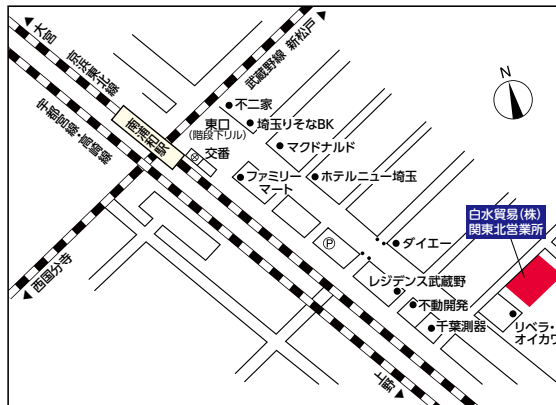 大宮
京浜東北線
宇都宮線・高崎線
武蔵野線 新松戸
N
南浦和駅
不二家
東口
(階段下リル)
埼玉りそなBK
交番
マクドナルド
ファミリー
マート
ホテルニュー埼玉
白水貿易(株)
関東北営業所
P
ダイエー
西国分寺
レジデンス武蔵野
不動開発
千葉測器
リベラ・
オイカワ
上野